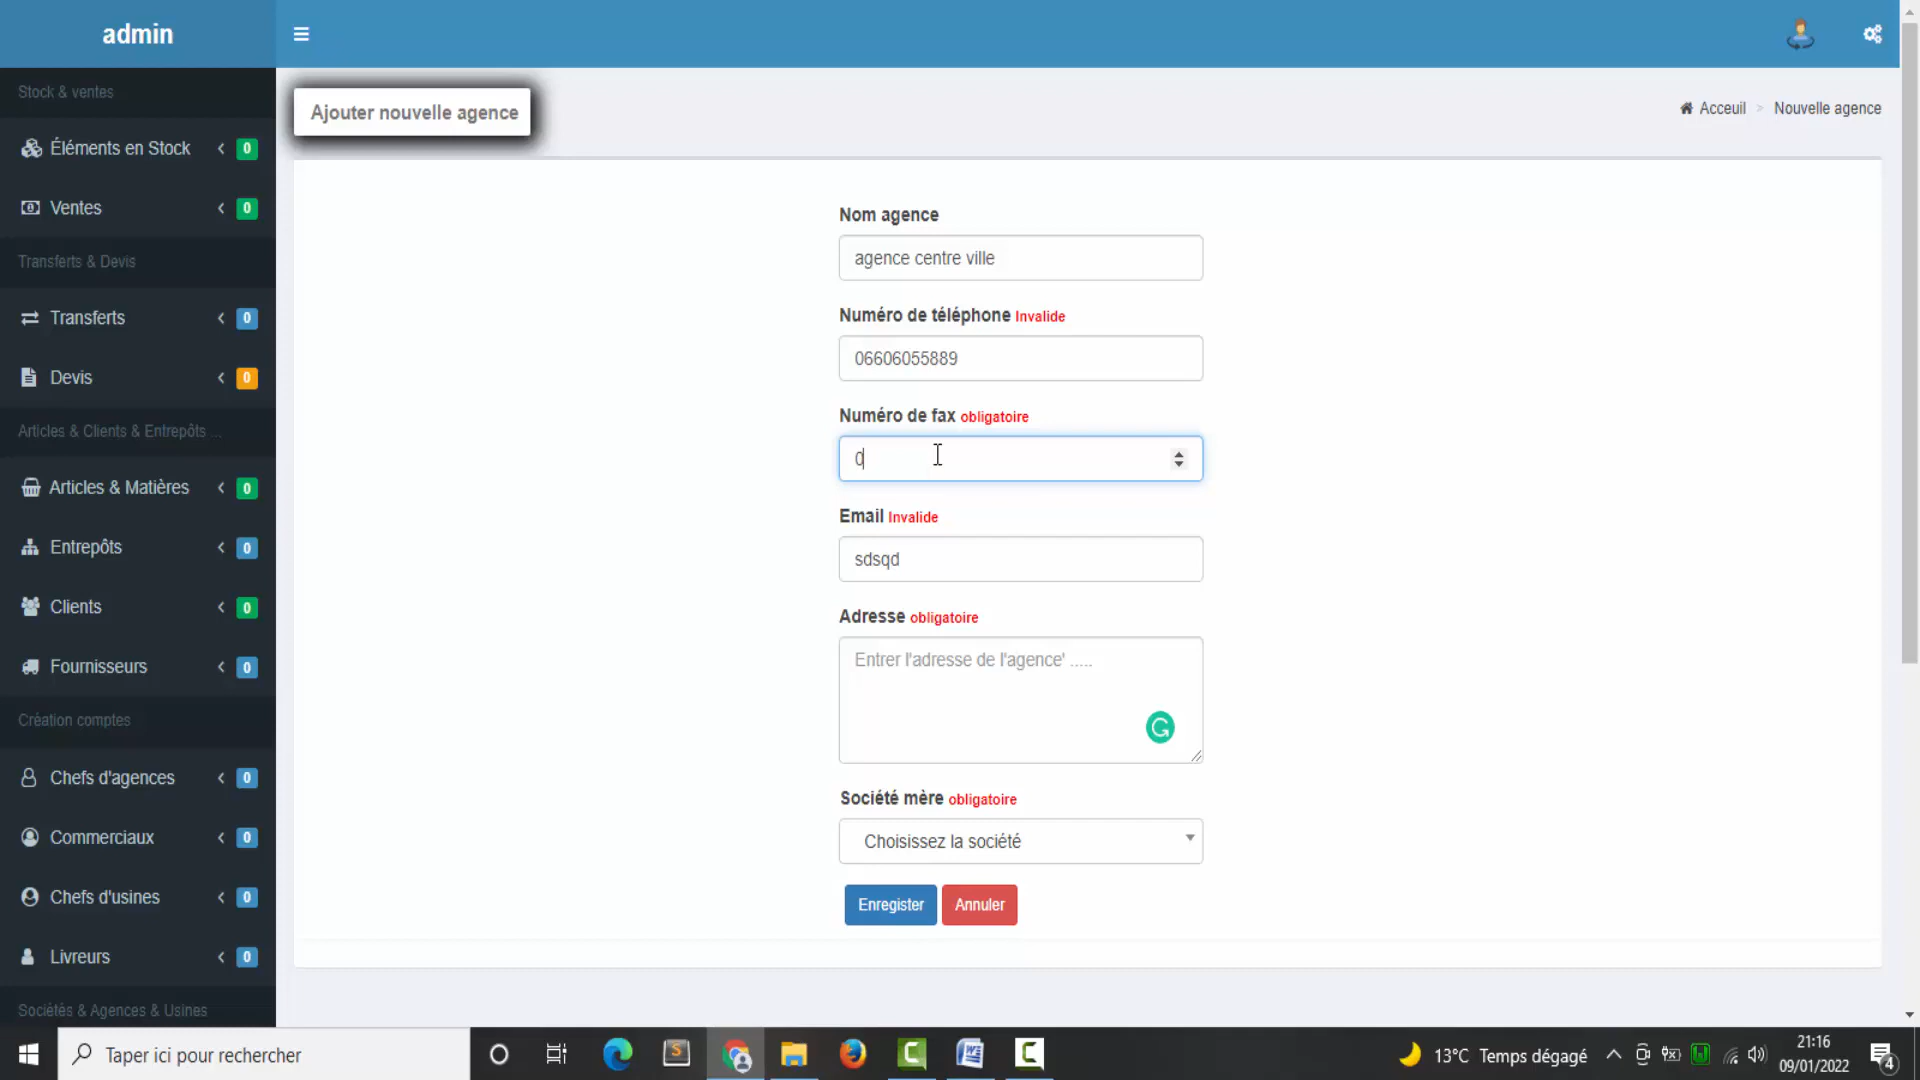 admin
Stock & ventes
Éléments en Stock 0
Ventes 0
Transferts & Devis
Transferts 0
Devis 0
Articles & Clients & Entrepôts ...
Articles & Matières 0
Entrepôts 0
Clients 0
Fournisseurs 0
Création comptes
Chefs d'agences 0
Commerciaux 0
Chefs d'usines 0
Livreurs 0
Sociétés & Agences & Usines
Ajouter nouvelle agence
Acceuil > Nouvelle agence
Nom agence
agence centre ville
Numéro de téléphone Invalide
06606055889
Numéro de fax obligatoire
0
Email Invalide
sdsqd
Adresse obligatoire
Entrer l'adresse de l'agence' .....
Société mère obligatoire
Choisissez la société
Enregister Annuler
Taper ici pour rechercher
13°C Temps dégagé
21:16
09/01/2022
4